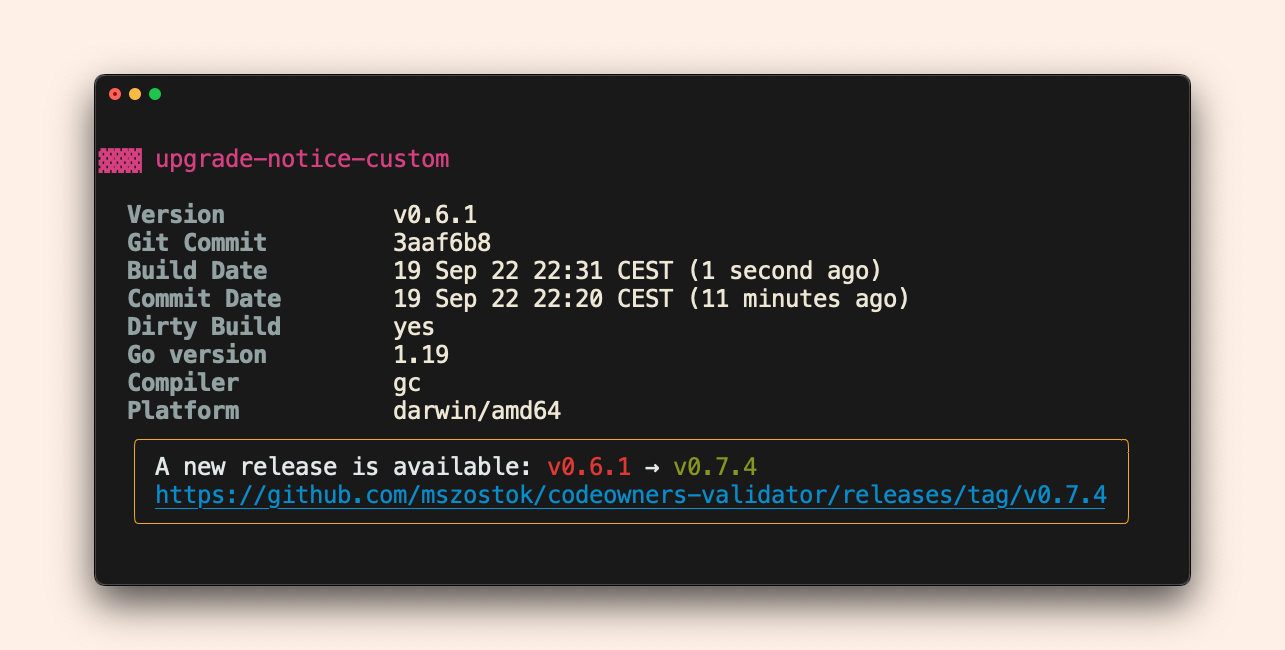 upgrade-notice-custom
Version v0.6.1
Git Commit 3aaf6b8
Build Date 19 Sep 22 22:31 CEST (1 second ago)
Commit Date 19 Sep 22 22:20 CEST (11 minutes ago)
Dirty Build yes
Go version 1.19
Compiler gc
Platform darwin/amd64
A new release is available: v0.6.1 → v0.7.4
https://github.com/mszostok/codeowners-validator/releases/tag/v0.7.4